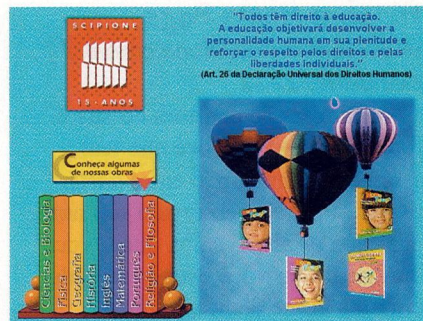 SCIPIONE
15 - ANOS
"Todos têm direito à educação.
A educação objetivará desenvolver a
personalidade humana em sua plenitude e
reforçar o respeito pelos direitos e pelas
liberdades individuais."
(Art. 26 da Declaração Universal dos Direitos Humanos)
Conheça algumas
de nossas obras
Ciências e Biologia
Física
Geografia
História
Inglês
Matemática
Português
Religião e Filosofia